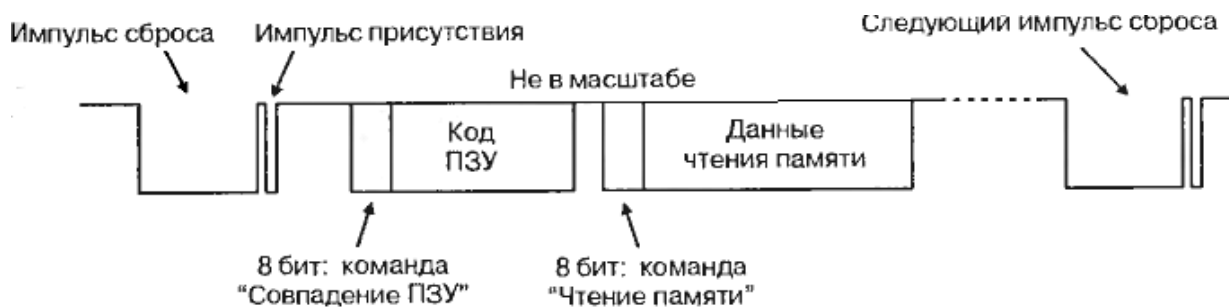 Импульс сброса
Импульс присутствия
Следующий импульс сброса
Не в масштабе
Код
ПЗУ
Данные
чтения памяти
8 бит: команда
“Совпадение ПЗУ”
8 бит: команда
“Чтение памяти”